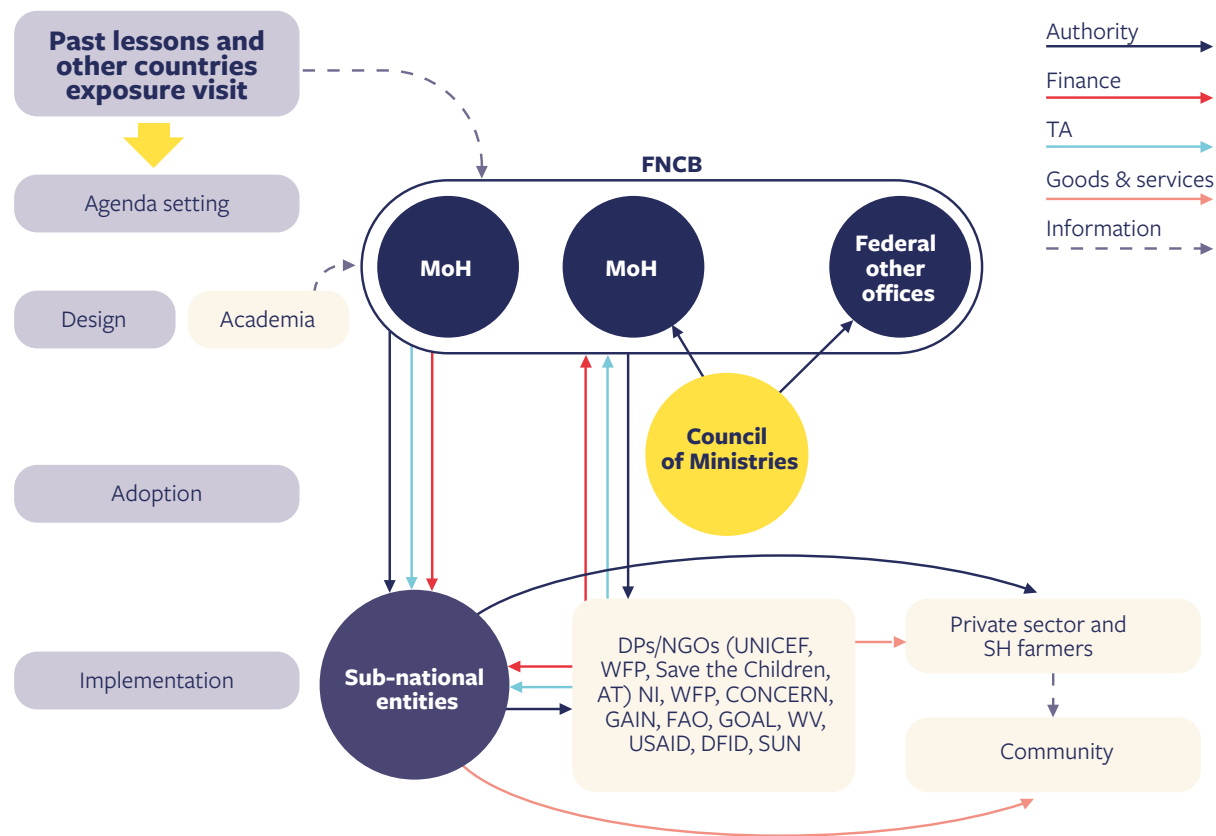 Past lessons and
other countries
exposure visit
Agenda setting
Design
Academia
Adoption
Implementation
FNCB
MoH
MoH
Federal
other
offices
Council
of Ministries
Sub-national
entities
DPs/NGOs (UNICEF,
WFP, Save the Children,
AT) NI, WFP, CONCERN,
GAIN, FAO, GOAL, WV,
USAID, DFID, SUN
Private sector and
SH farmers
Community
Authority
Finance
TA
Goods & services
Information